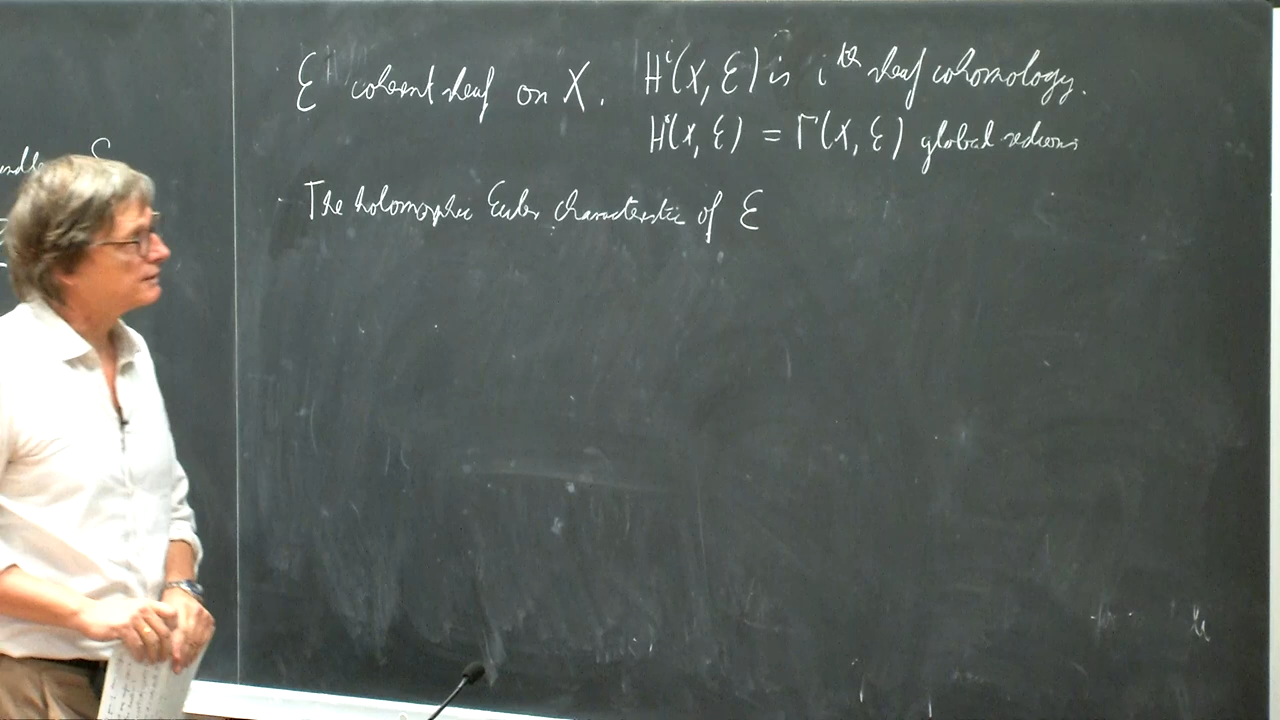 ℰ coherent sheaf on X. Hⁱ(X, ℰ) is iᵗʰ sheaf cohomology.
H⁰(X, ℰ) = Γ(X, ℰ) global sections
The holomorphic Euler characteristic of ℰ